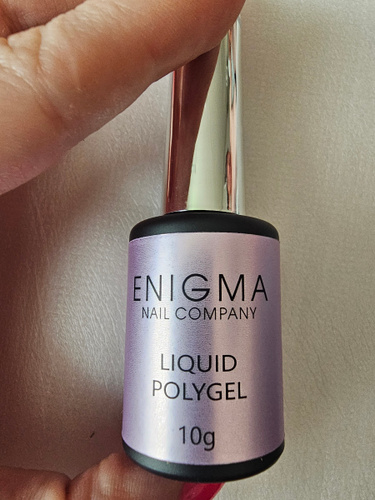 ENIGMA
NAIL COMPANY
LIQUID
POLYGEL
10g